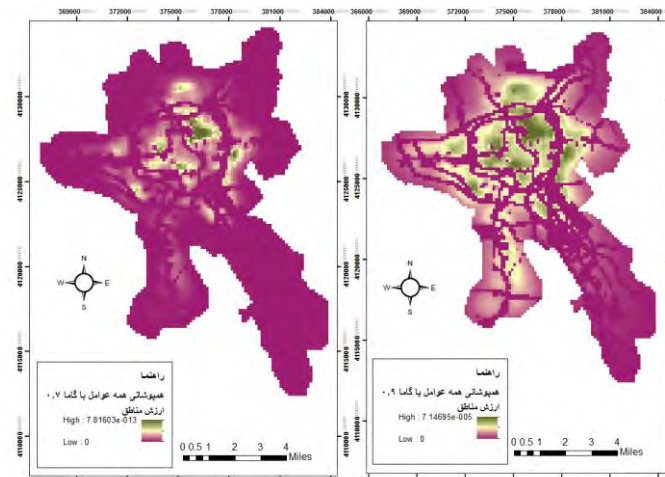 369000 372000 375000 378000 381000 384000
4130000
4125000
4120000
4115000
4110000
N
W E
S
راهنما
همپوشانی همه عوامل با گاما ۰.۷
ارزش مناطق
High : 7.81603e-013
Low : 0
0 0.5 1 2 3 4
Miles
366000 369000 372000 375000 378000 381000 384000
4130000
4125000
4120000
4115000
4110000
N
W E
S
راهنما
همپوشانی همه عوامل با گاما ۰.۹
ارزش مناطق
High : 7.14695e-005
Low : 0
0 0.5 1 2 3 4
Miles